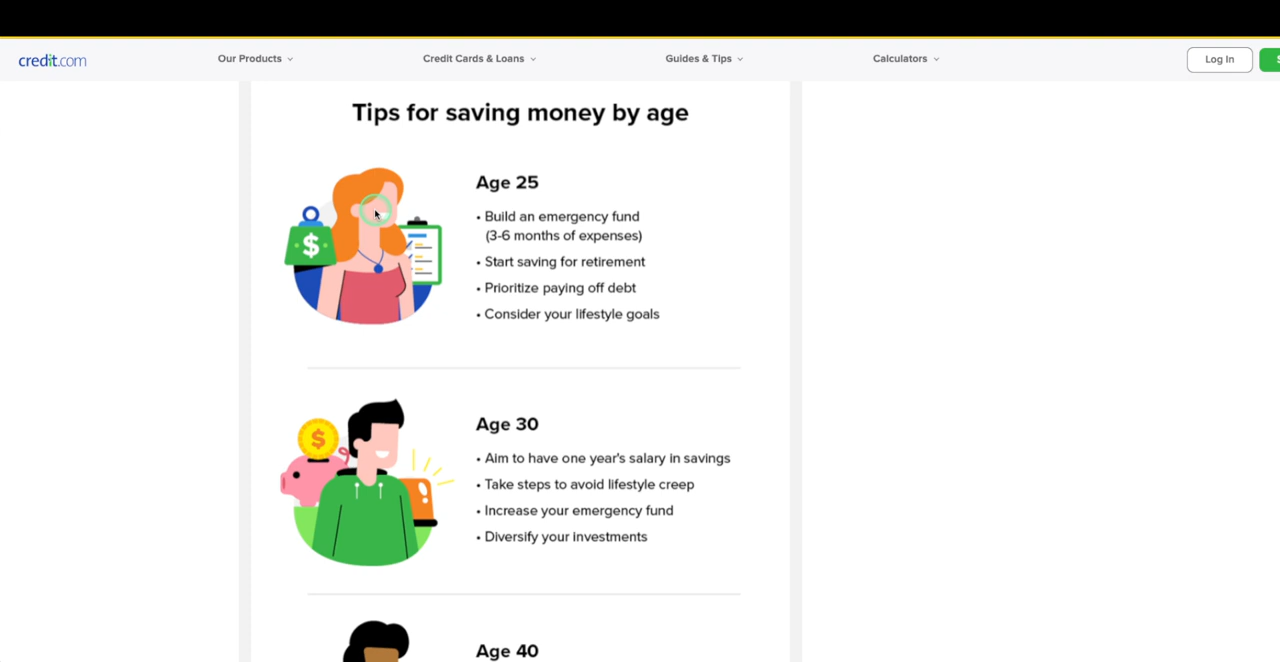 credit.com
Our Products
Credit Cards & Loans
Guides & Tips
Calculators
Log In
Tips for saving money by age
$
Age 25
• Build an emergency fund
(3-6 months of expenses)
• Start saving for retirement
• Prioritize paying off debt
• Consider your lifestyle goals
$
!
Age 30
• Aim to have one year's salary in savings
• Take steps to avoid lifestyle creep
• Increase your emergency fund
• Diversify your investments
Age 40